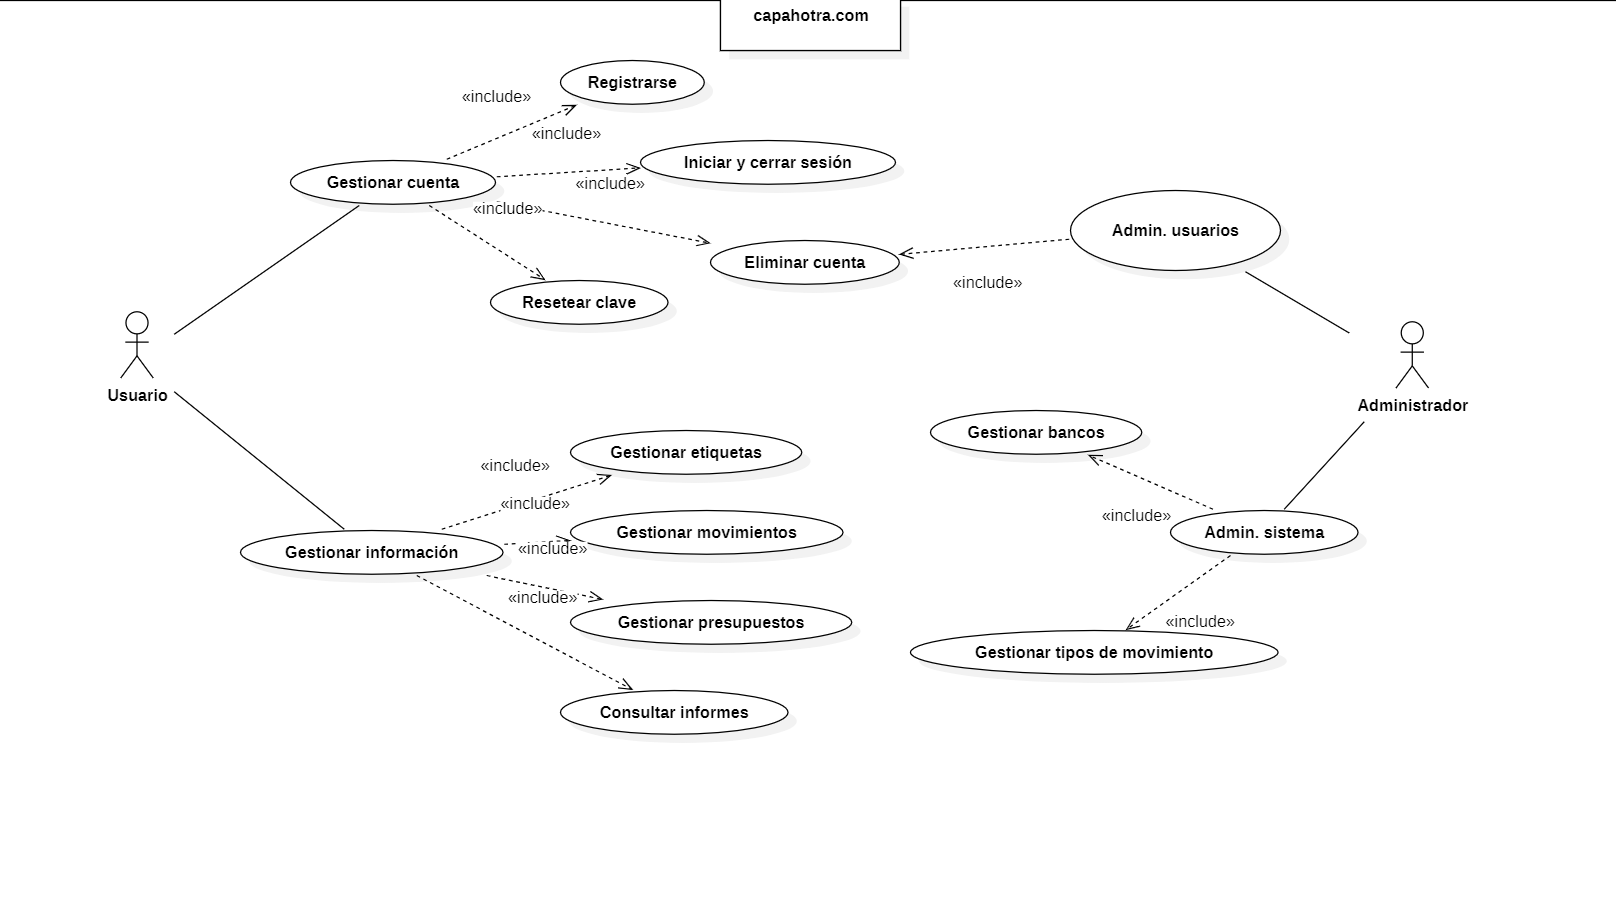 capahotra.com
Registrarse
«include»
«include»
Iniciar y cerrar sesión
Gestionar cuenta
«include»
«include»
Admin. usuarios
Eliminar cuenta
«include»
Resetear clave
Usuario
Administrador
Gestionar bancos
Gestionar etiquetas
«include»
«include»
«include»
Gestionar movimientos
Admin. sistema
«include»
Gestionar información
«include»
Gestionar presupuestos
«include»
Gestionar tipos de movimiento
Consultar informes